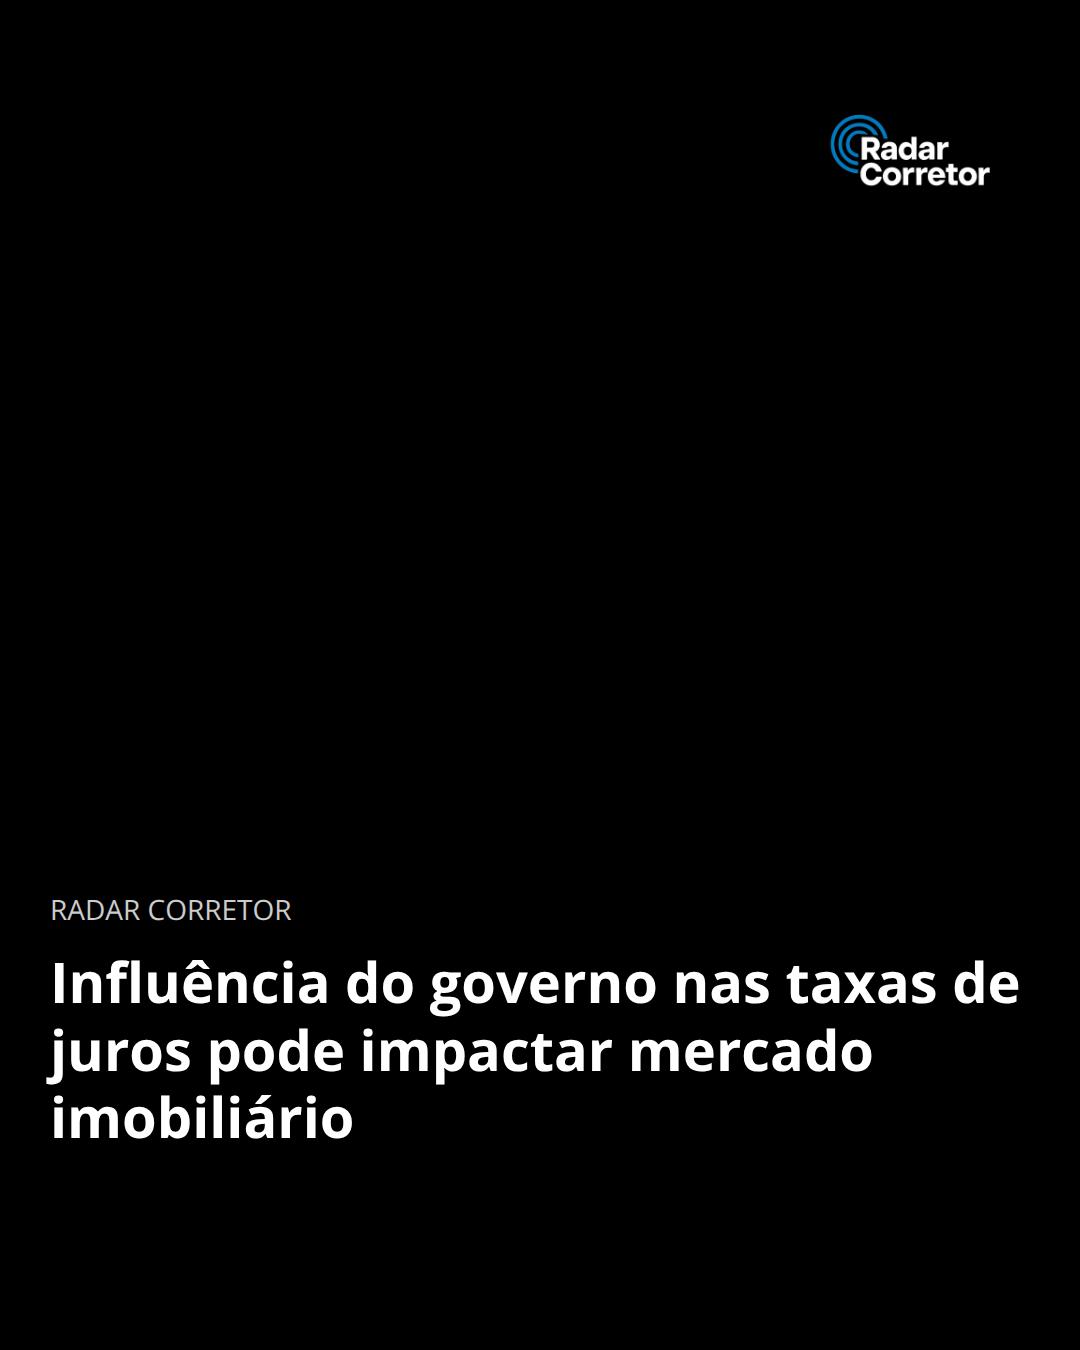 Radar
Corretor
RADAR CORRETOR
Influência do governo nas taxas de
juros pode impactar mercado
imobiliário